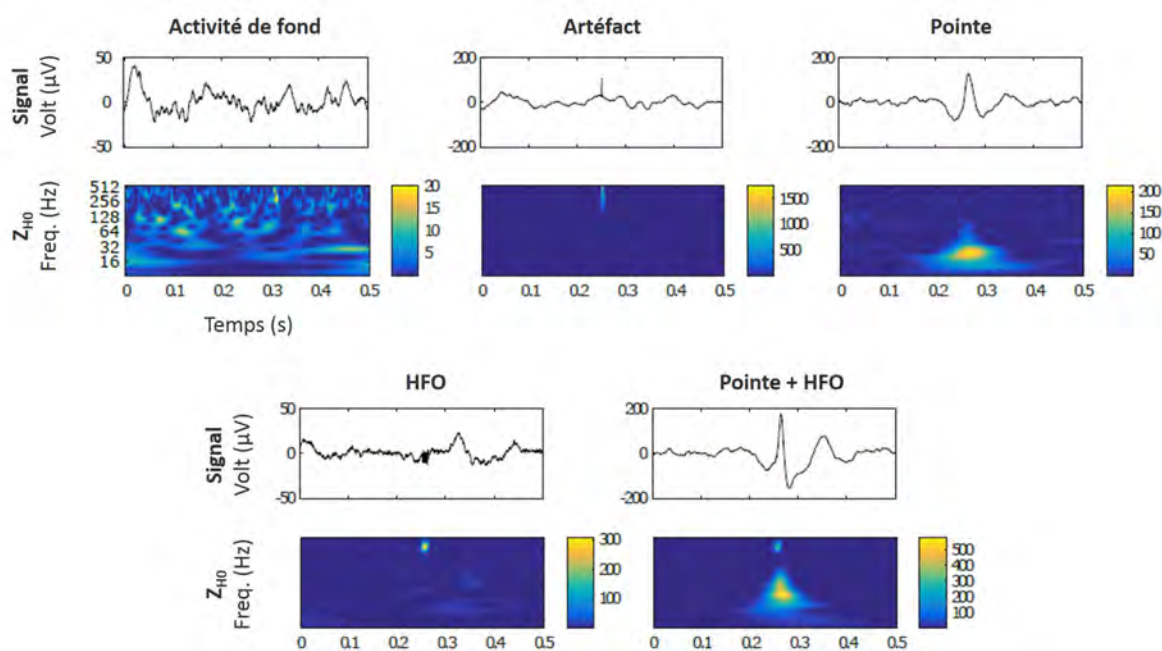 Activité de fond
Artéfact
Pointe
Signal
Volt (µV)
50
0
-50
200
0
-200
200
0
-200
Z_H0
Freq. (Hz)
512
256
128
64
32
16
20
15
10
5
1500
1000
500
200
150
100
50
0 0.1 0.2 0.3 0.4 0.5
0 0.1 0.2 0.3 0.4 0.5
0 0.1 0.2 0.3 0.4 0.5
Temps (s)
HFO
Pointe + HFO
Signal
Volt (µV)
50
0
-50
200
0
-200
Z_H0
Freq. (Hz)
300
200
100
500
400
300
200
100
0 0.1 0.2 0.3 0.4 0.5
0 0.1 0.2 0.3 0.4 0.5